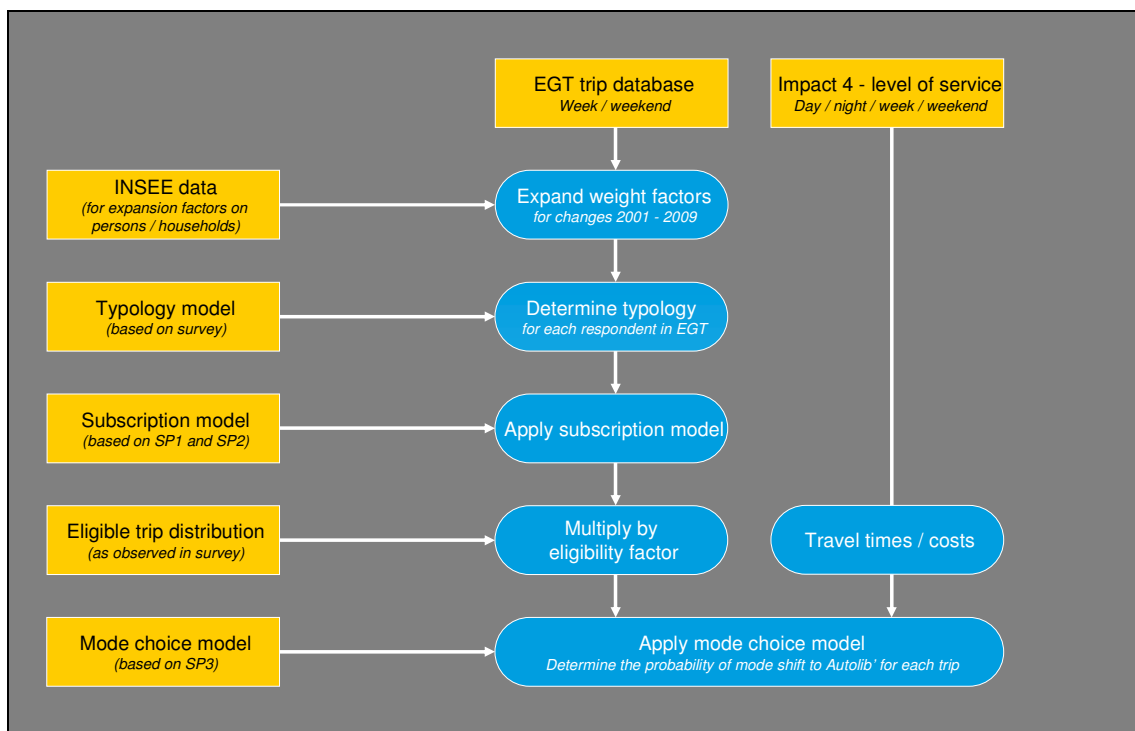 EGT trip database
Week / weekend
Impact 4 - level of service
Day / night / week / weekend
INSEE data
(for expansion factors on
persons / households)
Expand weight factors
for changes 2001 - 2009
Typology model
(based on survey)
Determine typology
for each respondent in EGT
Subscription model
(based on SP1 and SP2)
Apply subscription model
Eligible trip distribution
(as observed in survey)
Multiply by
eligibility factor
Travel times / costs
Mode choice model
(based on SP3)
Apply mode choice model
Determine the probability of mode shift to Autolib' for each trip